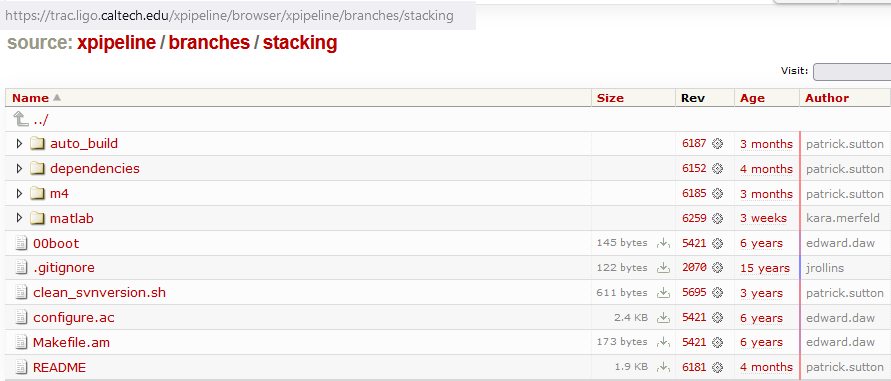 https://trac.ligo.caltech.edu/xpipeline/browser/xpipeline/branches/stacking
source: xpipeline / branches / stacking
Visit:
Name Size Rev Age Author
../
auto_build 6187 3 months patrick.sutton
dependencies 6152 4 months patrick.sutton
m4 6185 3 months patrick.sutton
matlab 6259 3 weeks kara.merfeld
00boot 145 bytes 5421 6 years edward.daw
.gitignore 122 bytes 2070 15 years jrollins
clean_svnversion.sh 611 bytes 5695 3 years patrick.sutton
configure.ac 2.4 KB 5421 6 years edward.daw
Makefile.am 173 bytes 5421 6 years edward.daw
README 1.9 KB 6181 4 months patrick.sutton